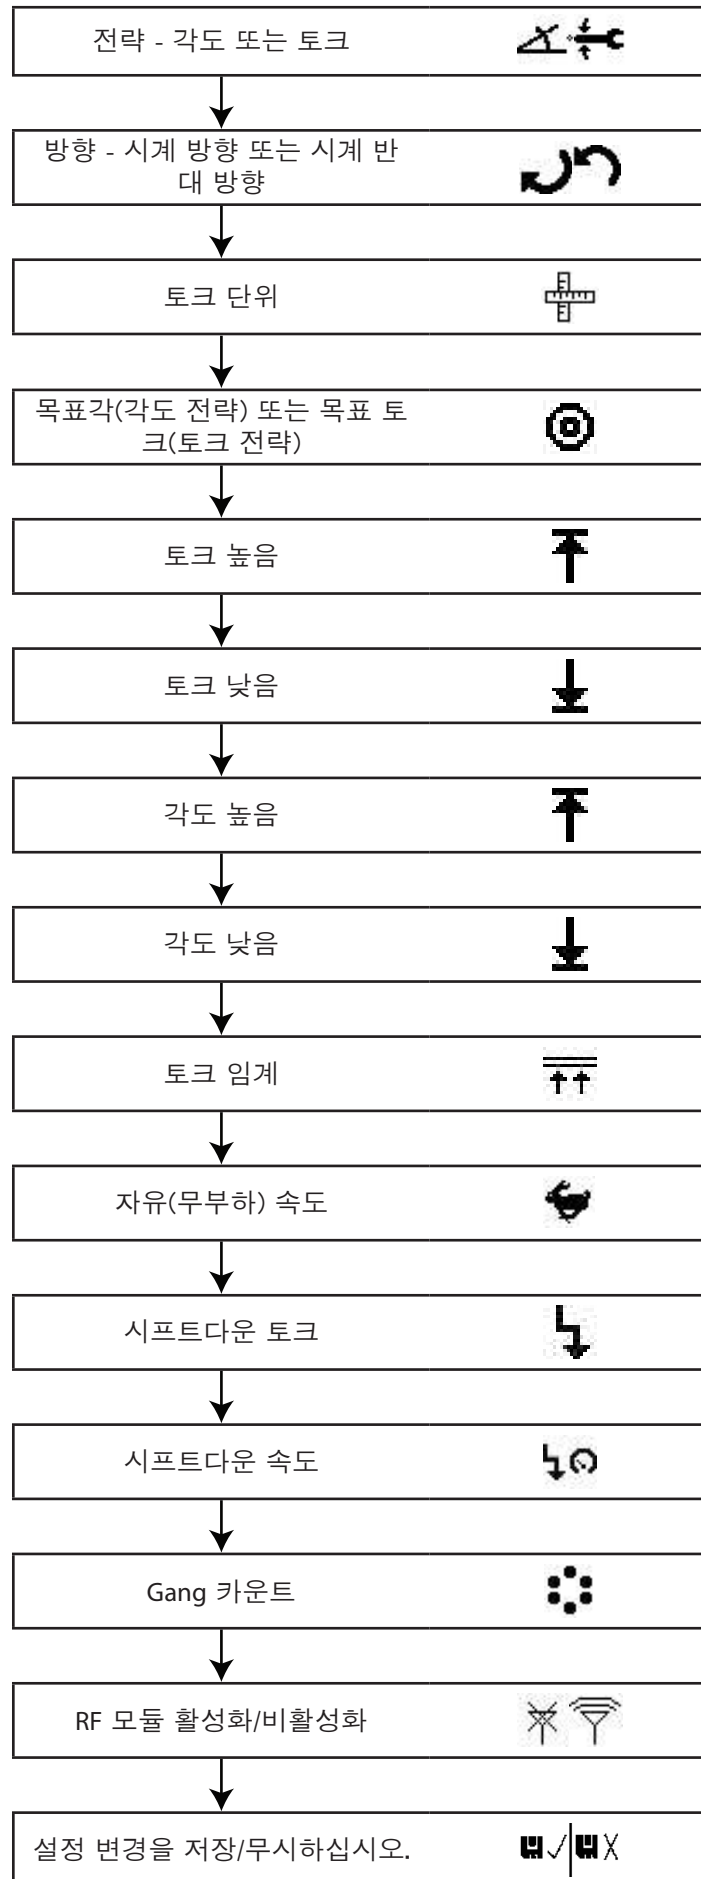 전략 - 각도 또는 토크
방향 - 시계 방향 또는 시계 반
대 방향
토크 단위
목표각(각도 전략) 또는 목표 토
크(토크 전략)
토크 높음
토크 낮음
각도 높음
각도 낮음
토크 임계
자유(무부하) 속도
시프트다운 토크
시프트다운 속도
Gang 카운트
RF 모듈 활성화/비활성화
설정 변경을 저장/무시하십시오.